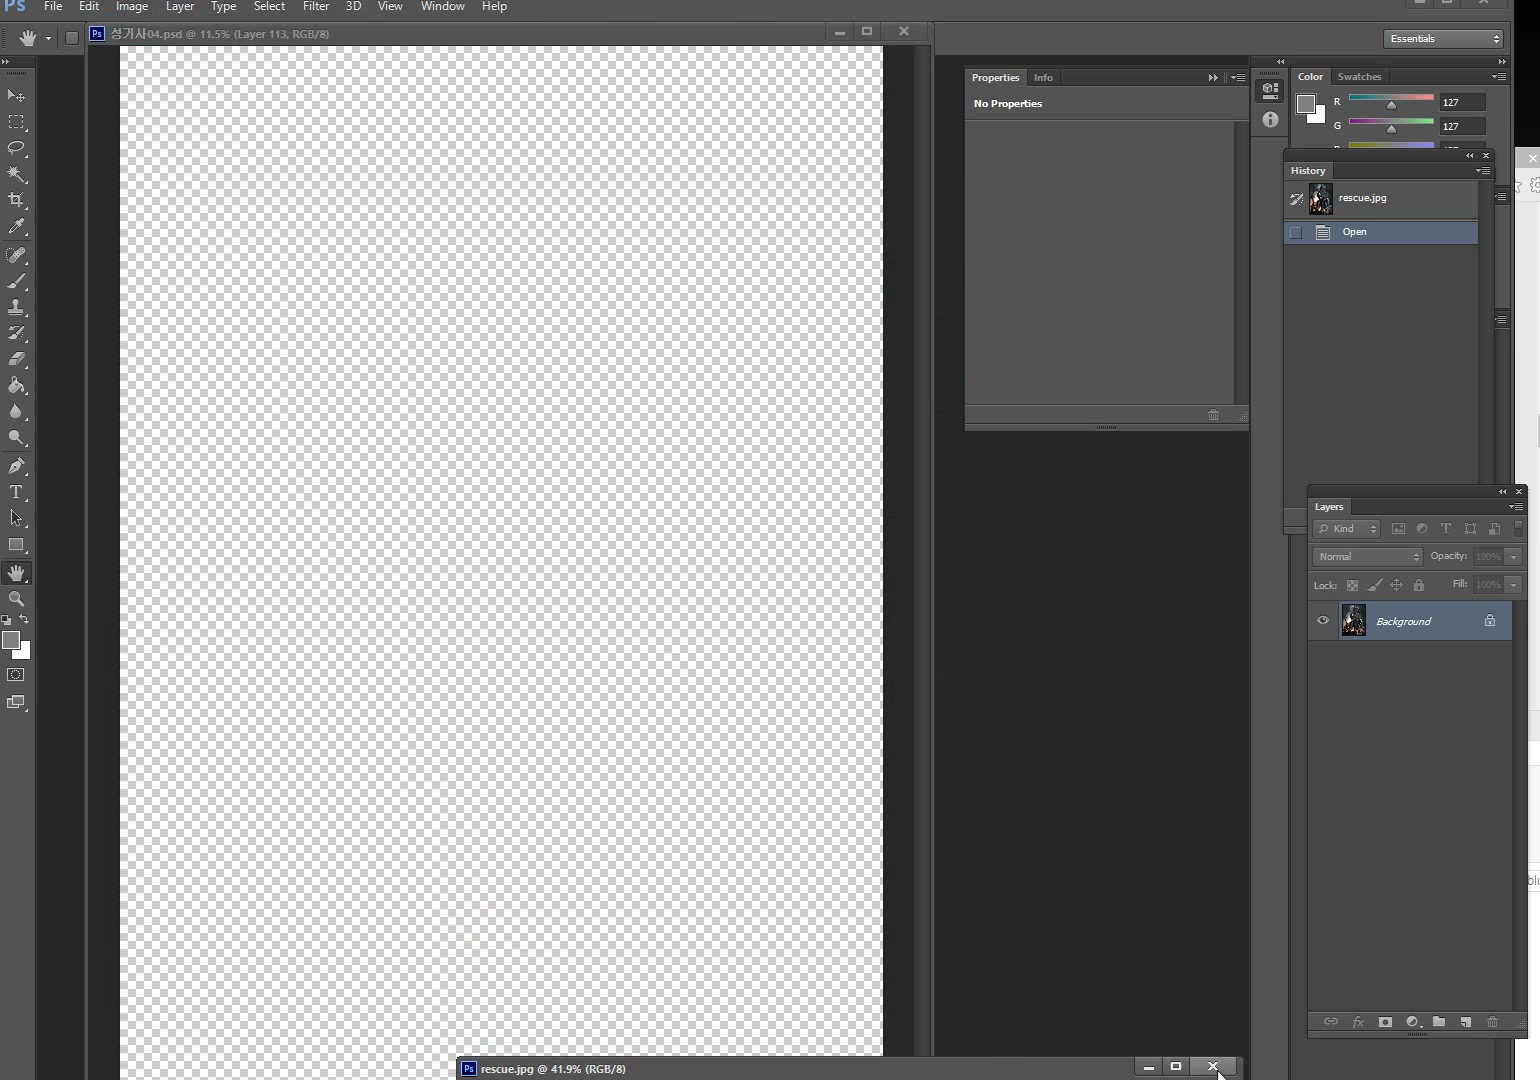 Ps File Edit Image Layer Type Select Filter 3D View Window Help
Ps 성기사04.psd @ 11.5% (Layer 113, RGB/8)
Essentials
Properties Info
No Properties
Color Swatches
R 127
G 127
History
rescue.jpg
Open
Layers
Kind
Normal Opacity: 100%
Lock: Fill: 100%
Background
Ps rescue.jpg @ 41.9% (RGB/8)